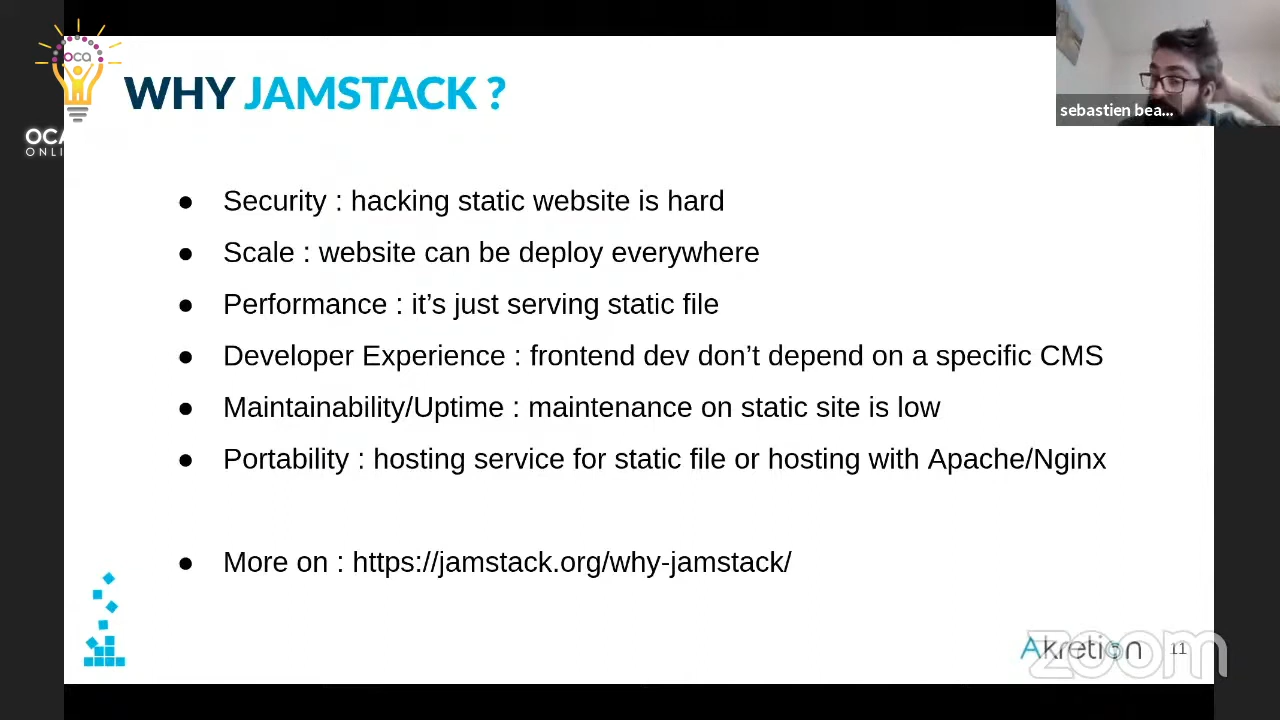 oca
OCA
ONLI
WHY JAMSTACK ?
sebastien bea...
● Security : hacking static website is hard
● Scale : website can be deploy everywhere
● Performance : it’s just serving static file
● Developer Experience : frontend dev don’t depend on a specific CMS
● Maintainability/Uptime : maintenance on static site is low
● Portability : hosting service for static file or hosting with Apache/Nginx
● More on : https://jamstack.org/why-jamstack/
Akretion
zoom
11